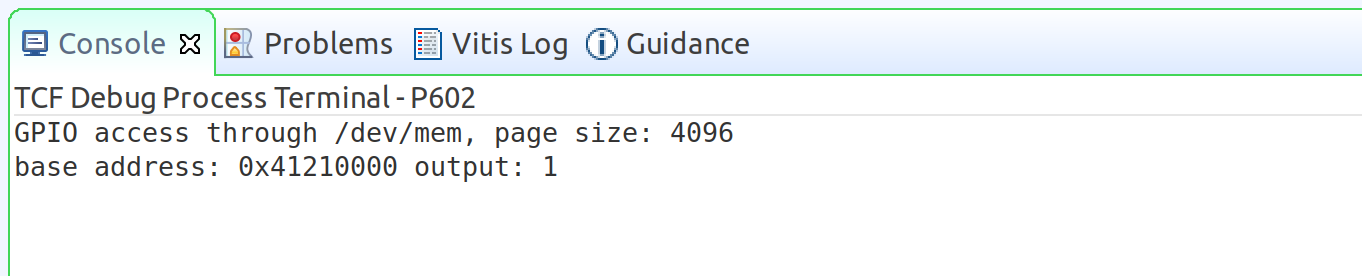 Console Problems Vitis Log Guidance
TCF Debug Process Terminal - P602
GPIO access through /dev/mem, page size: 4096
base address: 0x41210000 output: 1